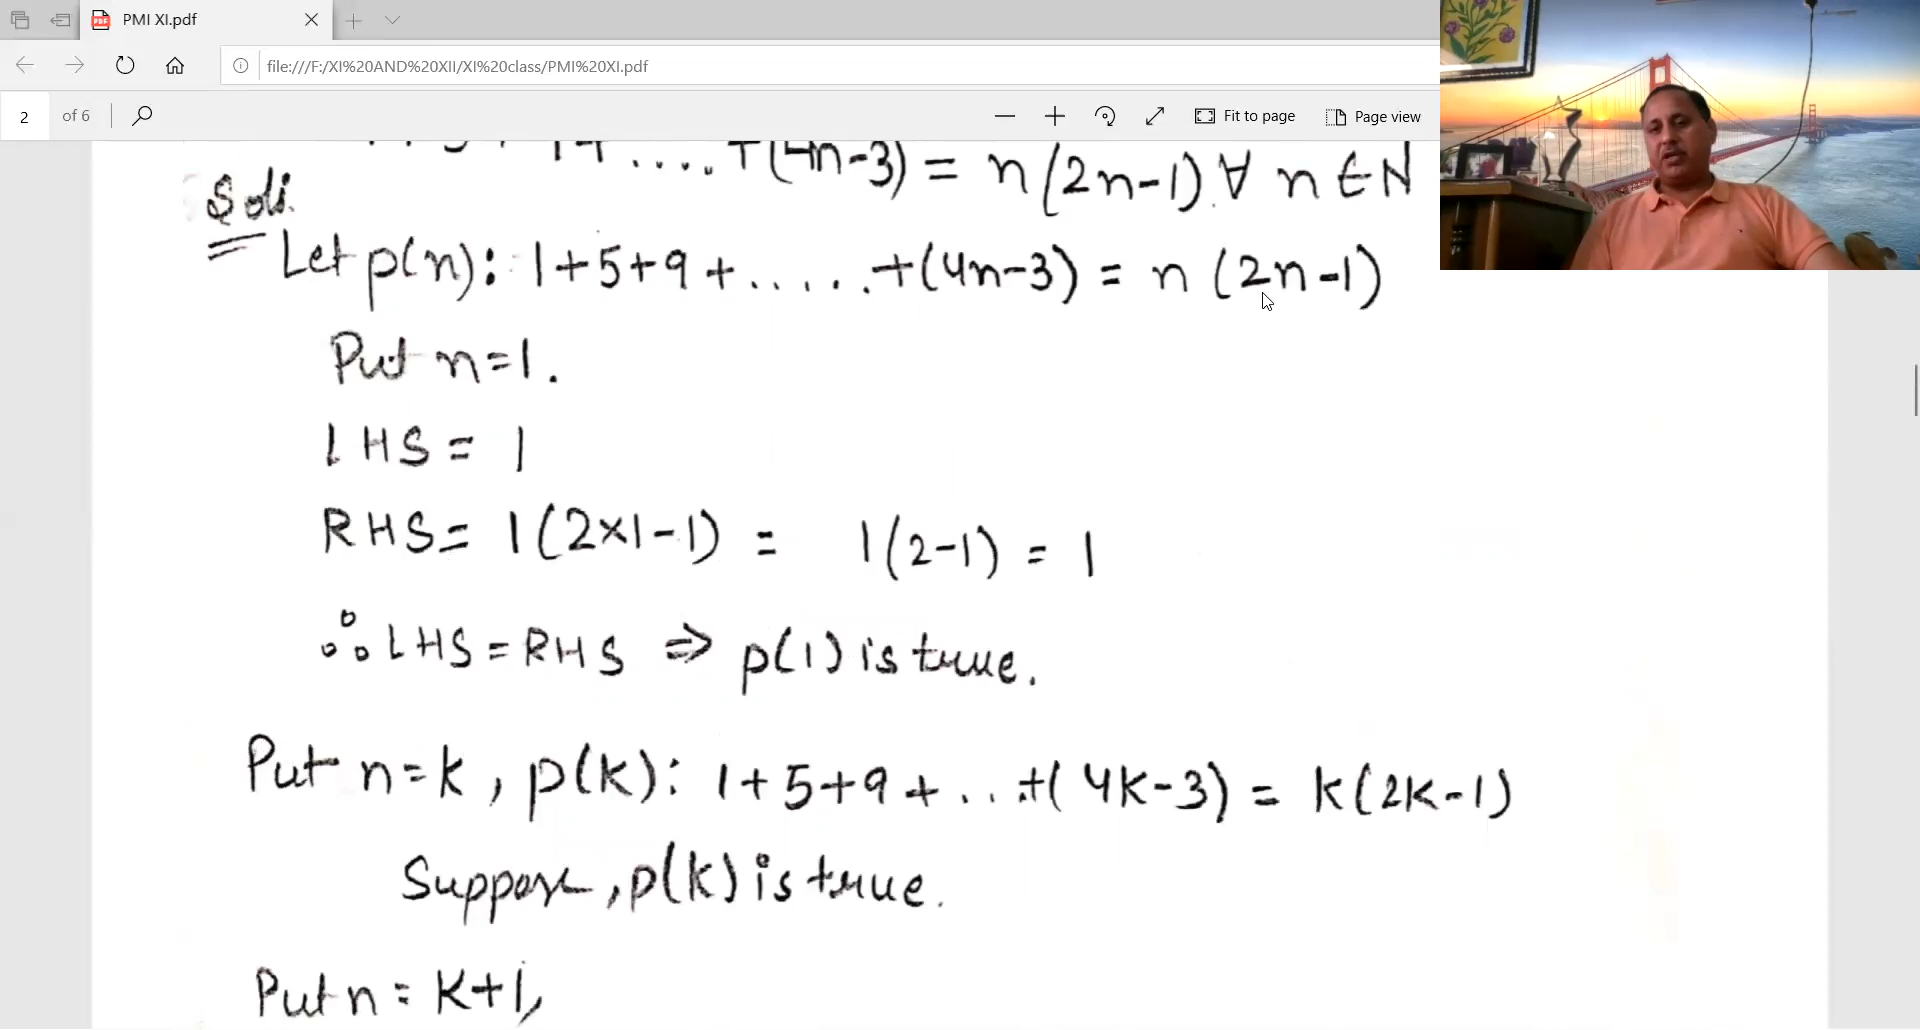 PMI XI.pdf
file:///F:/XI%20AND%20XII/XI%20class/PMI%20XI.pdf
2 of 6 Fit to page Page view
+(4n-3) = n(2n-1) ∀ n ∈ N
Sol:
Let p(n): 1+5+9+.....+(4n-3) = n (2n-1)
Put n=1.
LHS = 1
RHS = 1(2×1-1) = 1(2-1) = 1
∴ LHS = RHS ⇒ p(1) is true.
Put n=k, p(k): 1+5+9+...+(4k-3) = k(2k-1)
Suppose, p(k) is true.
Put n = k+1,